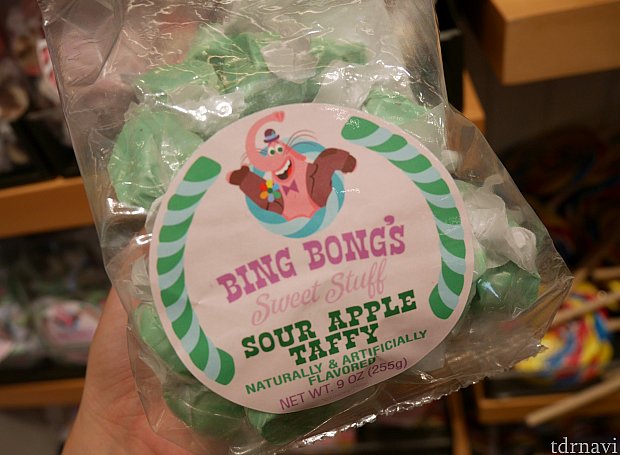 BING BONG'S
Sweet Stuff
SOUR APPLE
TAFFY
NATURALLY & ARTIFICIALLY
FLAVORED
NET WT. 9 OZ (255g)
tdrnavi